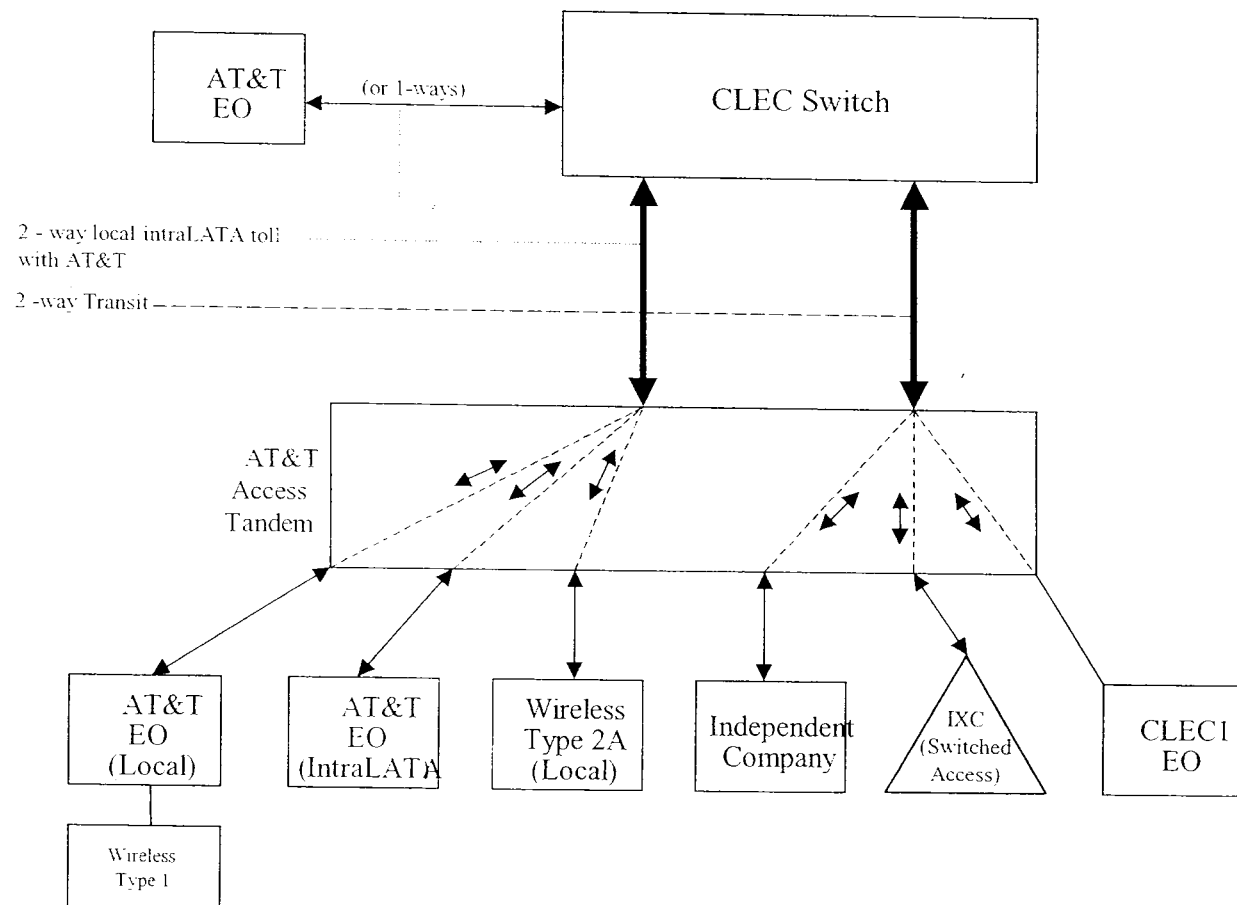 AT&T
EO
(or 1-ways)
CLEC Switch
2 - way local intraLATA toll
with AT&T
2 -way Transit
AT&T
Access
Tandem
AT&T
EO
(Local)
AT&T
EO
(IntraLATA)
Wireless
Type 2A
(Local)
Independent
Company
IXC
(Switched
Access)
CLEC1
EO
Wireless
Type 1